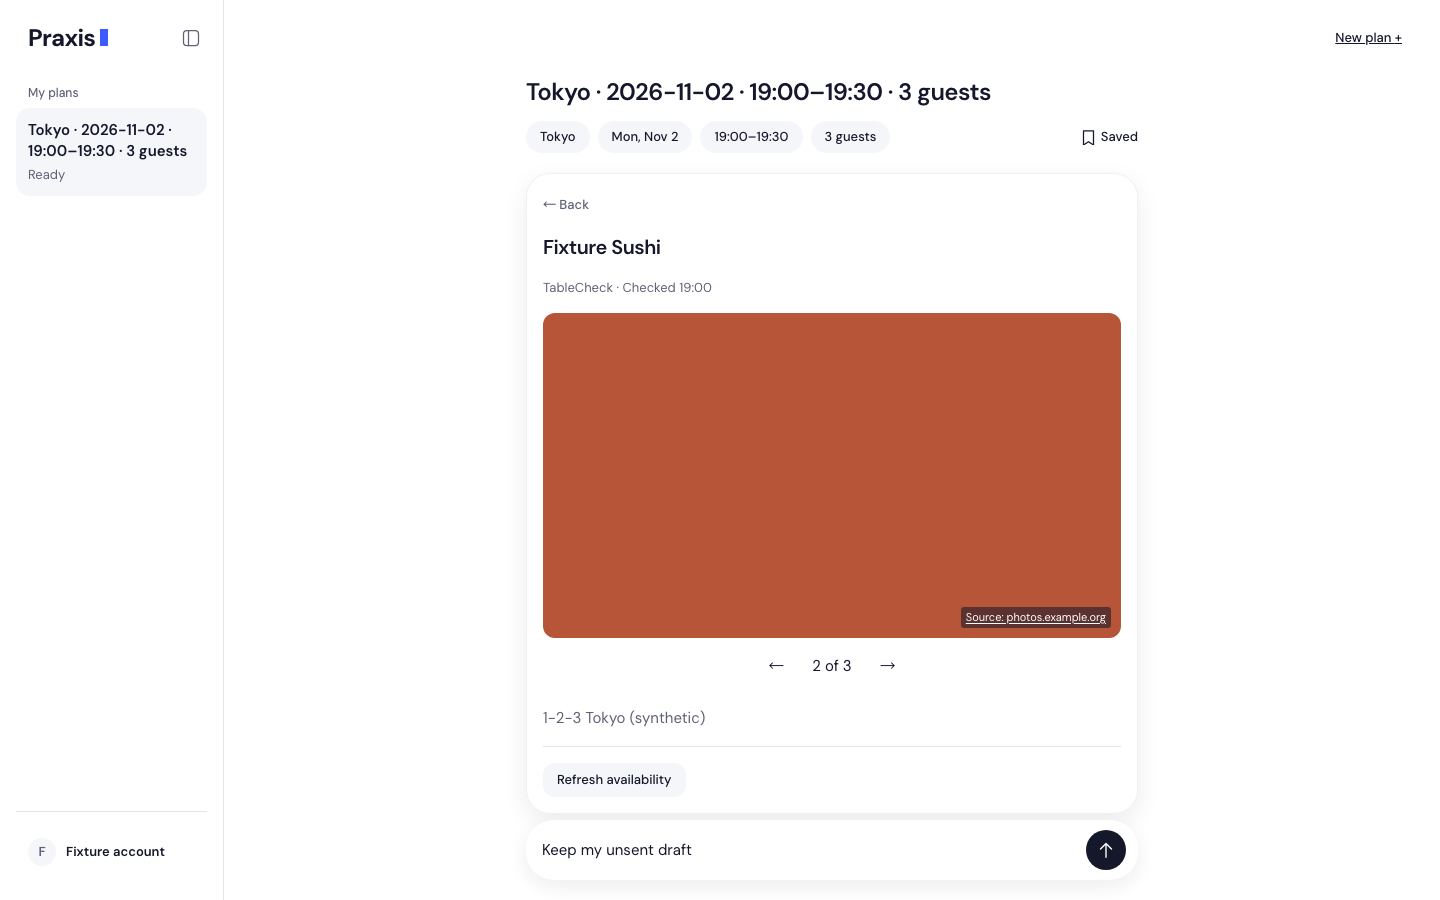 Praxis
New plan +
My plans
Tokyo · 2026-11-02 ·
19:00–19:30 · 3 guests
Ready
Tokyo · 2026-11-02 · 19:00–19:30 · 3 guests
Tokyo
Mon, Nov 2
19:00–19:30
3 guests
Saved
← Back
Fixture Sushi
TableCheck · Checked 19:00
Source: photos.example.org
← 2 of 3 →
1-2-3 Tokyo (synthetic)
Refresh availability
Keep my unsent draft
F
Fixture account